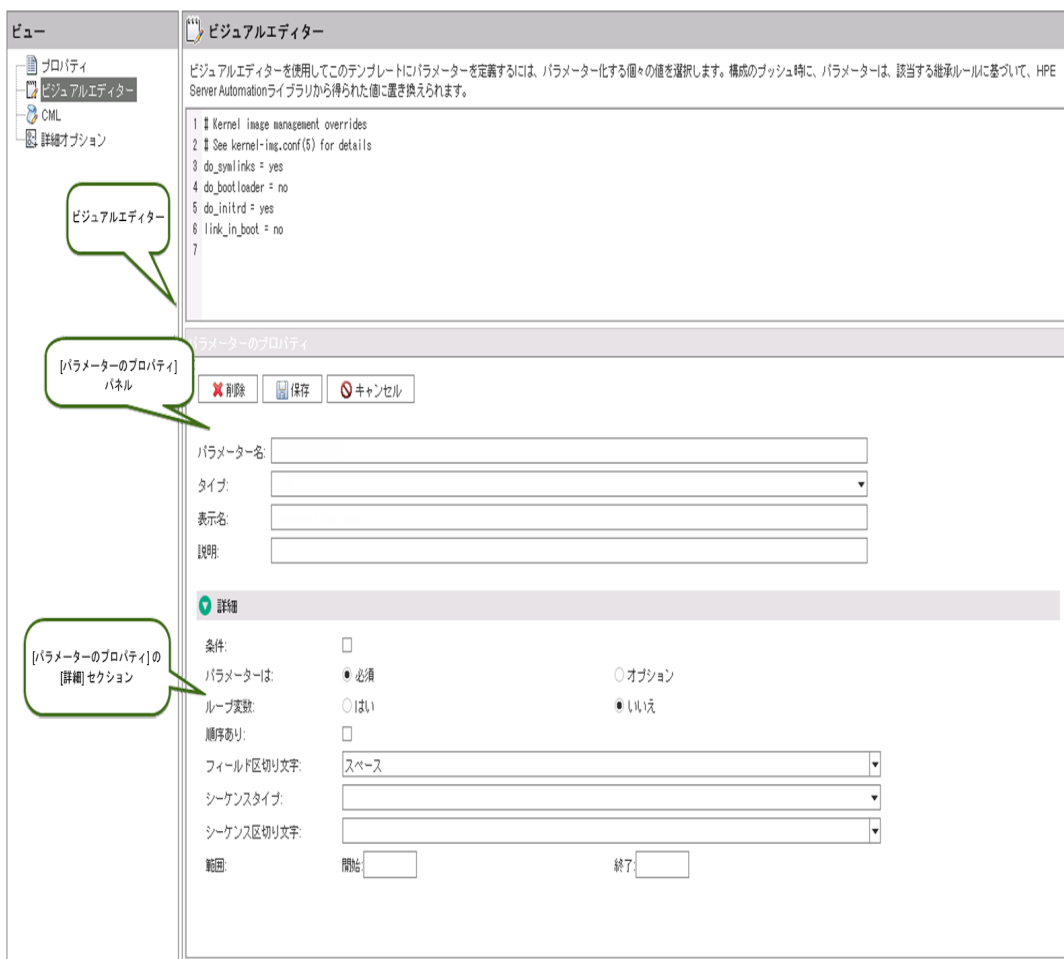 ビュー
プロパティ
ビジュアルエディター
CML
詳細オプション
ビジュアルエディター
ビジュアルエディターを使用してこのテンプレートにパラメーターを定義するには、パラメーター化する個々の値を選択します。構成のプッシュ時に、パラメーターは、該当する継承ルールに基づいて、HPE
Server Automationライブラリから得られた値に置き換えられます。
1 # Kernel image management overrides
2 # See kernel-img.conf(5) for details
3 do_symlinks = yes
4 do_bootloader = no
5 do_initrd = yes
6 link_in_boot = no
7
ビジュアルエディター
パラメーターのプロパティ
[パラメーターのプロパティ]
パネル
削除 保存 キャンセル
パラメーター名:
タイプ:
表示名:
説明:
詳細
[パラメーターのプロパティ] の
[詳細] セクション
条件:
パラメーターは: 必須 オプション
ループ変数: はい いいえ
順序あり:
フィールド区切り文字: スペース
シーケンスタイプ:
シーケンス区切り文字:
範囲: 開始: 終了: